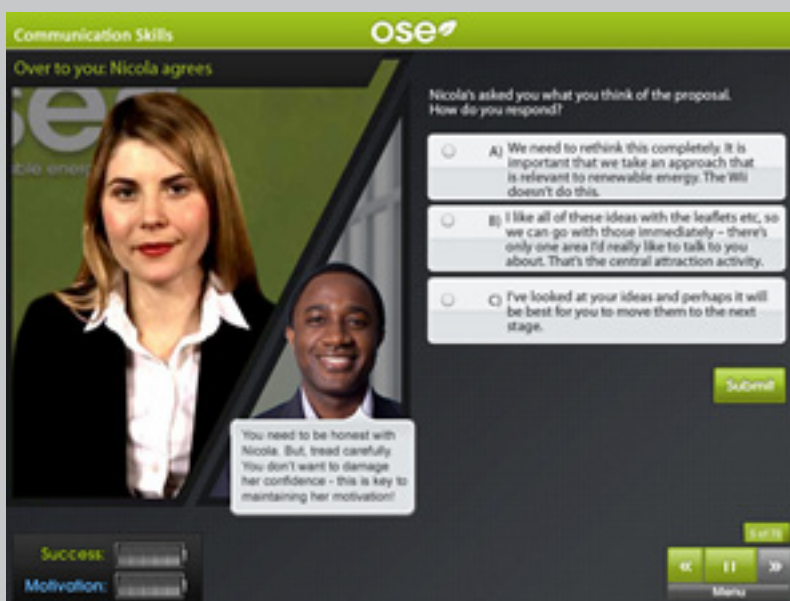 Communication Skills
ose
Over to you: Nicola agrees
Nicola's asked you what you think of the proposal.
How do you respond?
A) We need to rethink this completely. It is
important that we take an approach that
is relevant to renewable energy. The Wii
doesn't do this.
B) I like all of these ideas with the leaflets etc, so
we can go with those immediately – there's
only one area I'd really like to talk to you
about. That's the central attraction activity.
C) I've looked at your ideas and perhaps it will
be best for you to move them to the next
stage.
Submit
You need to be honest with
Nicola. But, tread carefully.
You don't want to damage
her confidence - this is key to
maintaining her motivation!
Success:
Motivation:
Menu